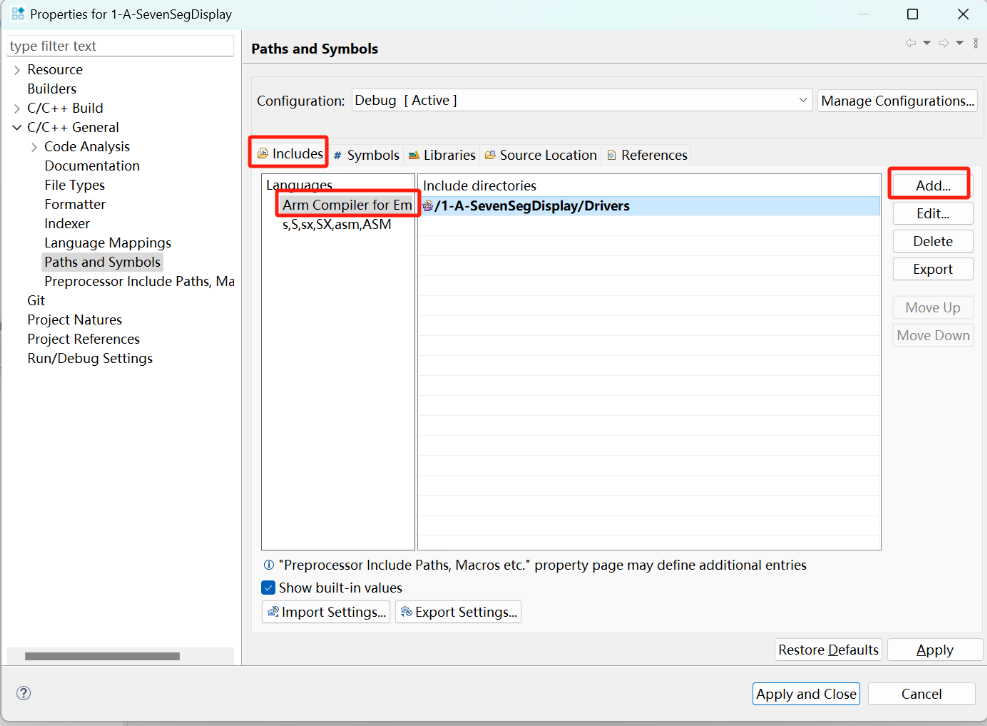 Properties for 1-A-SevenSegDisplay
type filter text
Resource
Builders
C/C++ Build
C/C++ General
Code Analysis
Documentation
File Types
Formatter
Indexer
Language Mappings
Paths and Symbols
Preprocessor Include Paths, Ma
Git
Project Natures
Project References
Run/Debug Settings
Paths and Symbols
Configuration: Debug [ Active ]
Manage Configurations...
Includes # Symbols Libraries Source Location References
Languages
Arm Compiler for Em
s,S,sx,SX,asm,ASM
Include directories
/1-A-SevenSegDisplay/Drivers
Add...
Edit...
Delete
Export
Move Up
Move Down
"Preprocessor Include Paths, Macros etc." property page may define additional entries
Show built-in values
Import Settings... Export Settings...
Restore Defaults Apply
Apply and Close Cancel